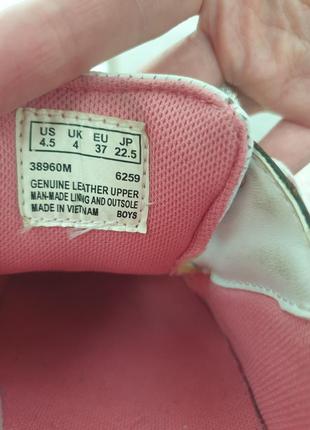 US UK EU JP
4.5 4 37 22.5
38960M 6259
GENUINE LEATHER UPPER
MAN-MADE LINING AND OUTSOLE
MADE IN VIETNAM BOYS